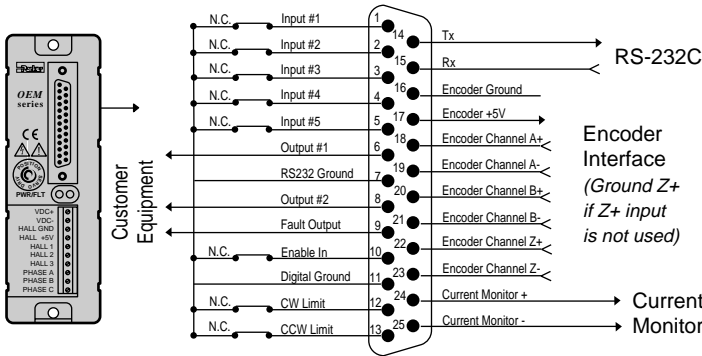 Parker
OEM
series
CE
POSITION
SERVO DRIVE
PWR/FLT
VDC+
VDC-
HALL GND
HALL +5V
HALL 1
HALL 2
HALL 3
PHASE A
PHASE B
PHASE C
Customer
Equipment
N.C. Input #1 1
N.C. Input #2 2
N.C. Input #3 3
N.C. Input #4 4
N.C. Input #5 5
Output #1 6
RS232 Ground 7
Output #2 8
Fault Output 9
N.C. Enable In 10
Digital Ground 11
N.C. CW Limit 12
N.C. CCW Limit 13
14 Tx
15 Rx
16 Encoder Ground
17 Encoder +5V
18 Encoder Channel A+
19 Encoder Channel A-
20 Encoder Channel B+
21 Encoder Channel B-
22 Encoder Channel Z+
23 Encoder Channel Z-
24 Current Monitor +
25 Current Monitor -
RS-232C
Encoder
Interface
(Ground Z+
if Z+ input
is not used)
Current
Monitor